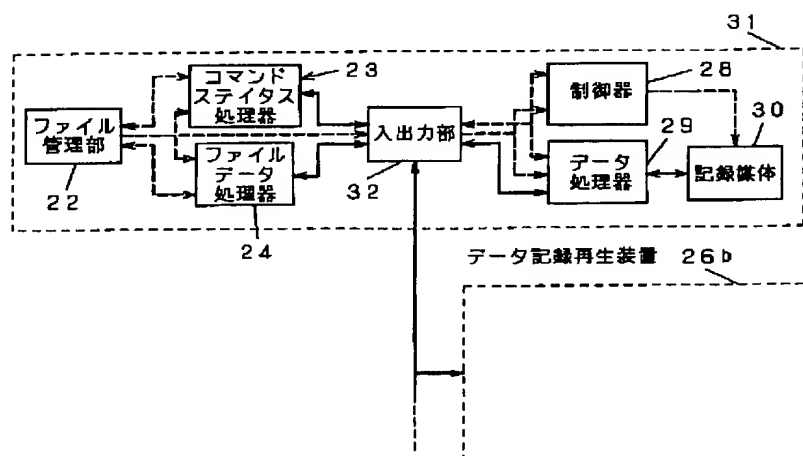 31
コマンド
ステイタス
処理器
23
制御器
28
30
ファイル
管理部
入出力部
29
ファイル
データ
処理器
データ
処理器
記録媒体
22
32
24
データ記録再生装置 26b